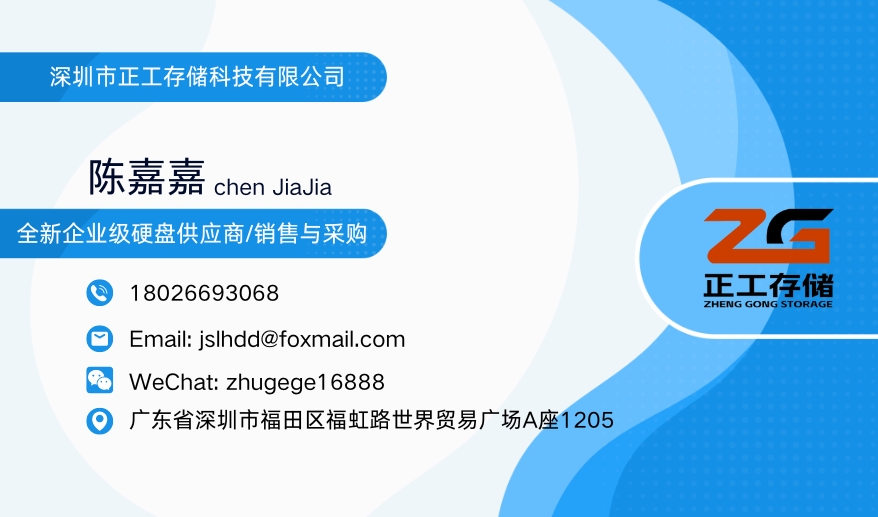 深圳市正工存储科技有限公司
陈嘉嘉 chen JiaJia
全新企业级硬盘供应商/销售与采购
18026693068
Email: jslhdd@foxmail.com
WeChat: zhugege16888
广东省深圳市福田区福虹路世界贸易广场A座1205
ZG
正工存储
ZHENG GONG STORAGE